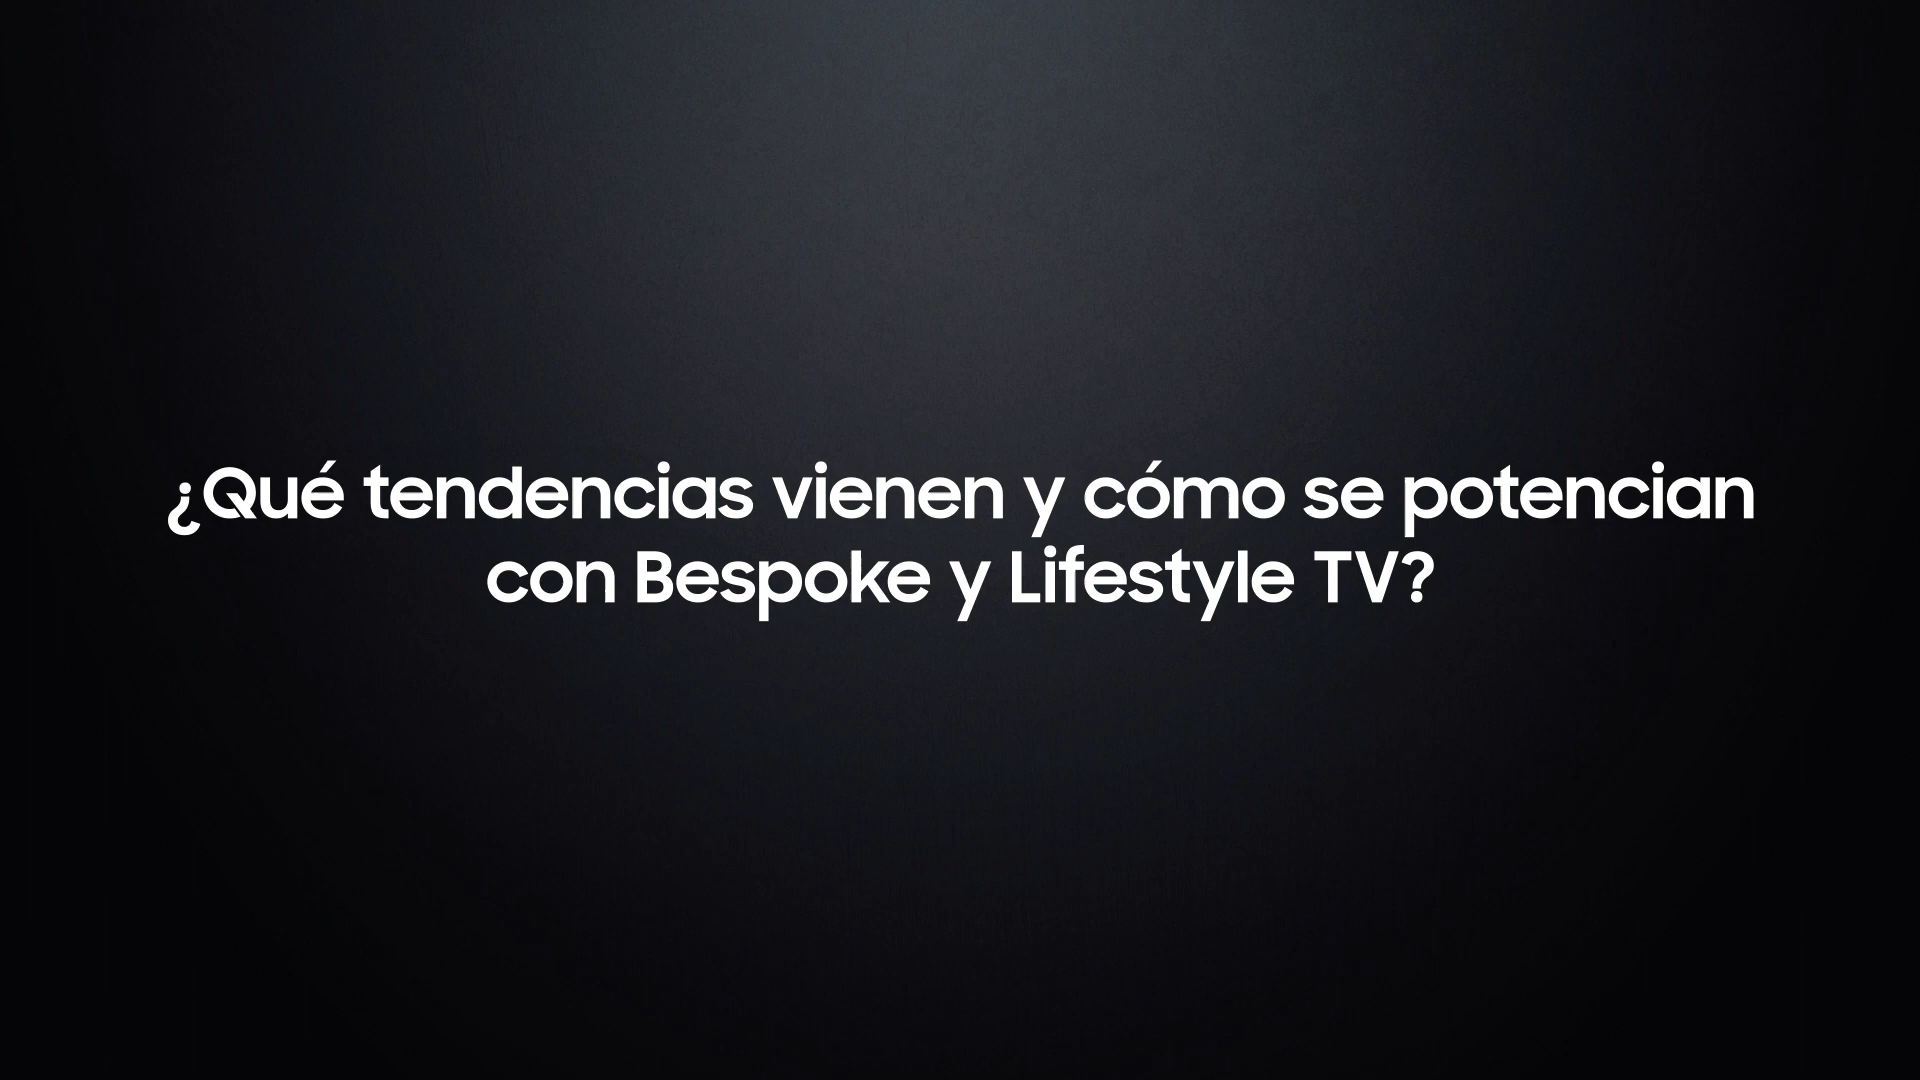 ¿Qué tendencias vienen y cómo se potencian
con Bespoke y Lifestyle TV?